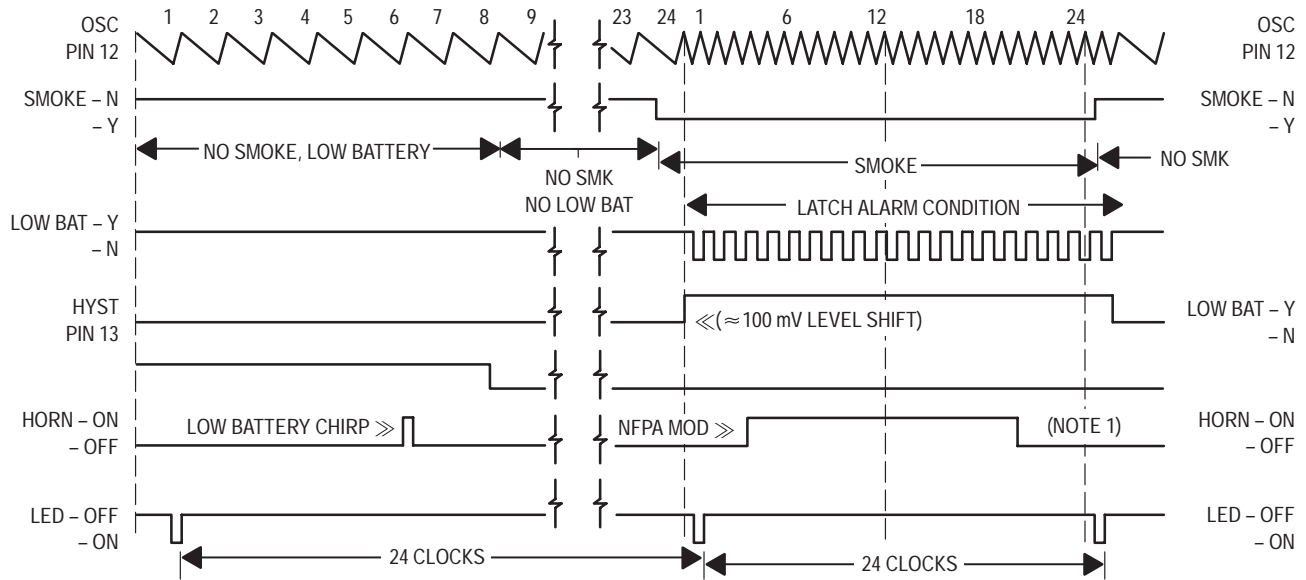 1 2 3 4 5 6 7 8 9 23 24 1 6 12 18 24
OSC
PIN 12
OSC
PIN 12
SMOKE – N
– Y
SMOKE – N
– Y
NO SMOKE, LOW BATTERY
NO SMK
NO LOW BAT
SMOKE
NO SMK
LATCH ALARM CONDITION
LOW BAT – Y
– N
HYST
PIN 13
≪(≈100 mV LEVEL SHIFT)
LOW BAT – Y
– N
HORN – ON
– OFF
LOW BATTERY CHIRP ≫
NFPA MOD ≫
(NOTE 1)
HORN – ON
– OFF
LED – OFF
– ON
24 CLOCKS
24 CLOCKS
LED – OFF
– ON